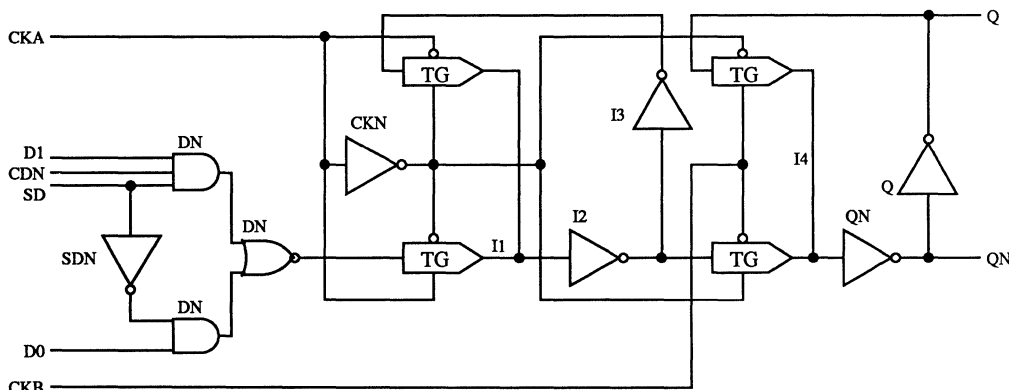 Q
CKA
TG
TG
I3
CKN
DN
D1
CDN
SD
I4
Q
DN
I2
QN
I1
SDN
TG
TG
QN
DN
D0
CKB